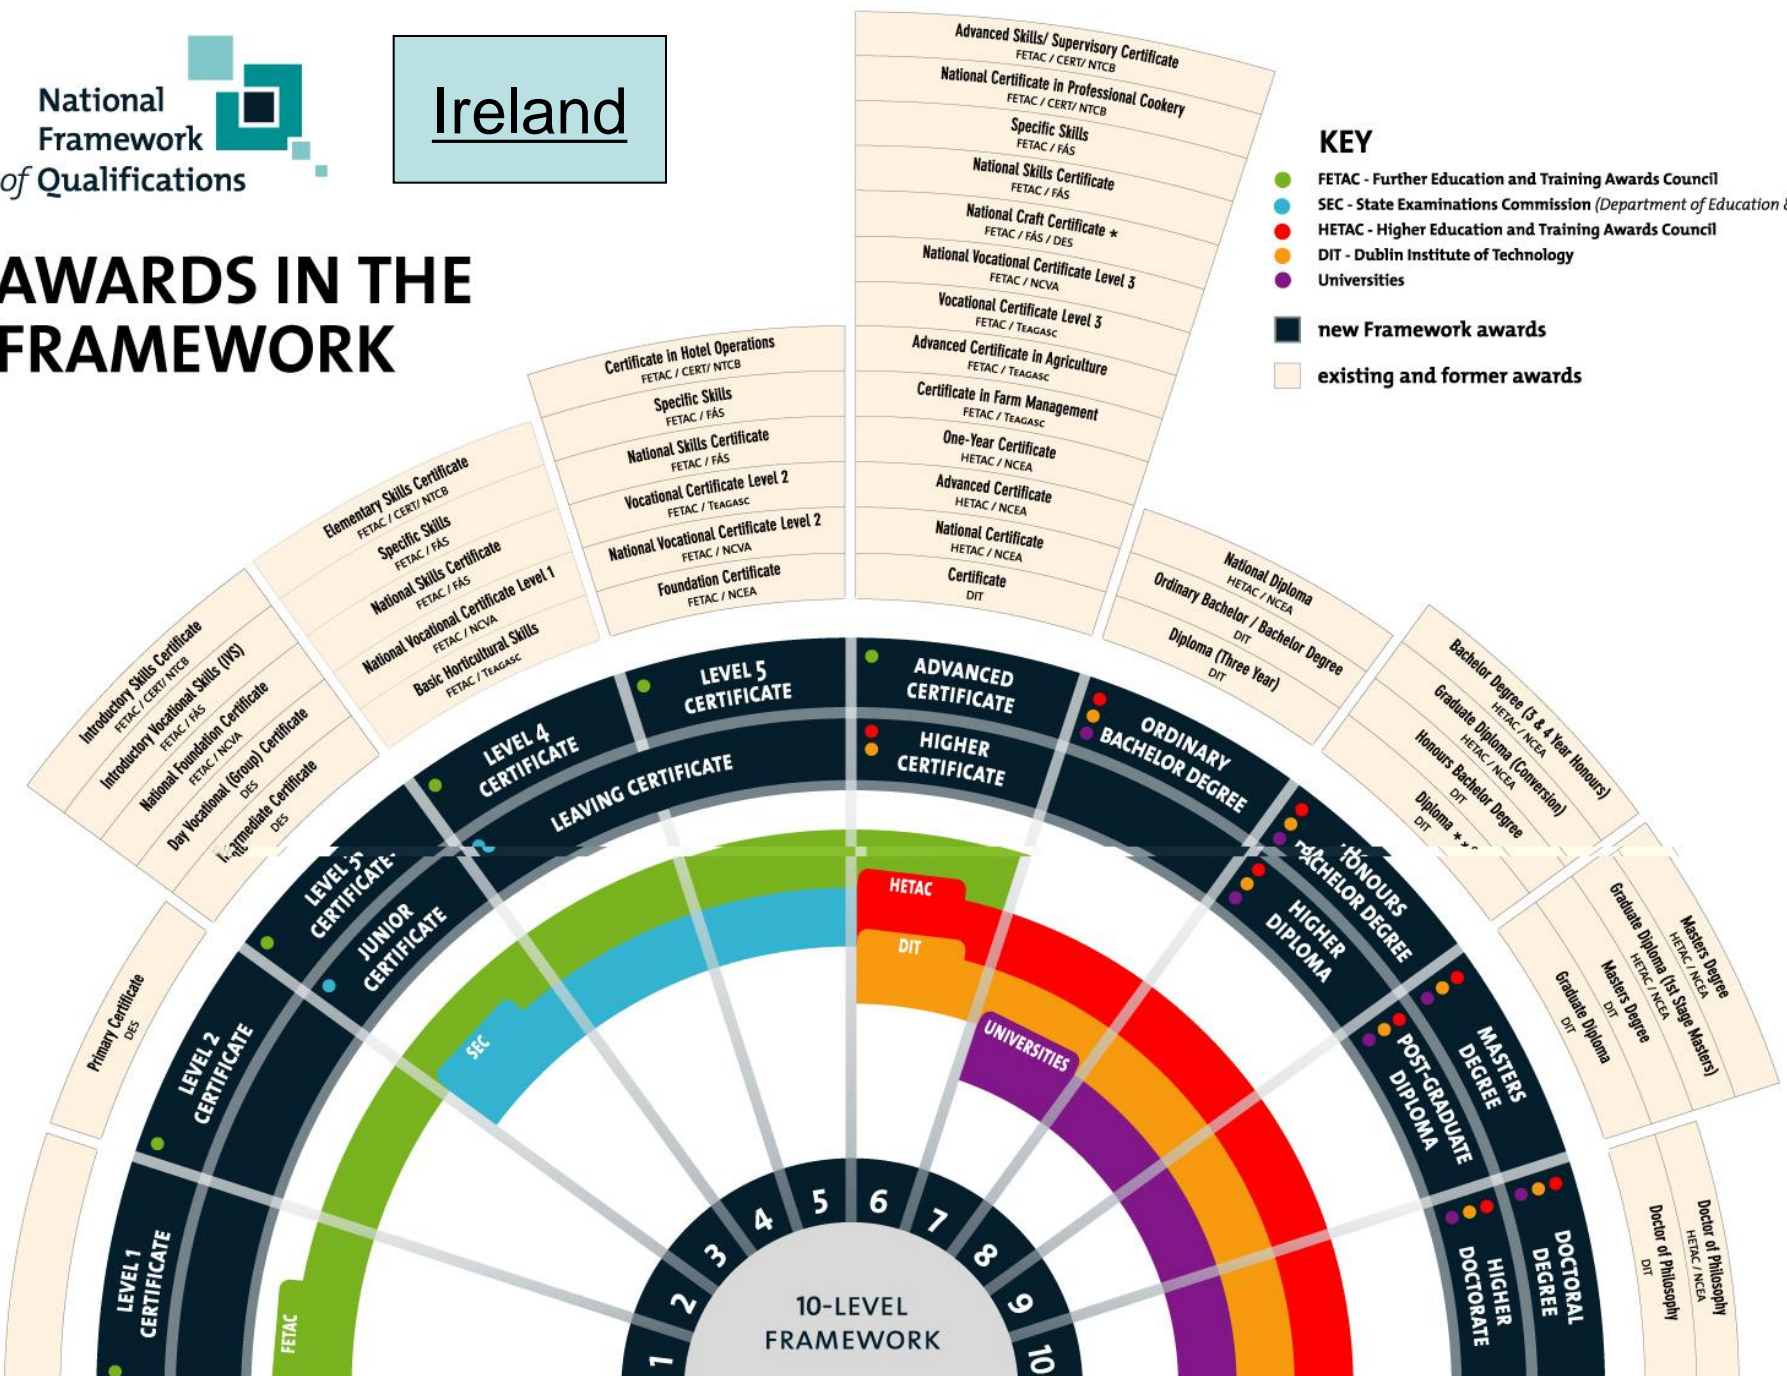 National
Framework
of Qualifications
Ireland
AWARDS IN THE
FRAMEWORK
KEY
FETAC - Further Education and Training Awards Council
SEC - State Examinations Commission (Department of Education &
HETAC - Higher Education and Training Awards Council
DIT - Dublin Institute of Technology
Universities
new Framework awards
existing and former awards
Primary Certificate
DES
Introductory Skills Certificate
FETAC / CERT/ NTCB
Introductory Vocational Skills (IVS)
FETAC / FÁS
National Foundation Certificate
FETAC / NCVA
Day Vocational (Group) Certificate
DES
Certificate
DES
Elementary Skills Certificate
FETAC / CERT/ NTCB
Specific Skills
FETAC / FÁS
National Skills Certificate
FETAC / FÁS
National Vocational Certificate Level 1
FETAC / NCVA
Basic Horticultural Skills
FETAC / TEAGASC
Certificate in Hotel Operations
FETAC / CERT/ NTCB
Specific Skills
FETAC / FÁS
National Skills Certificate
FETAC / FÁS
Vocational Certificate Level 2
FETAC / TEAGASC
National Vocational Certificate Level 2
FETAC / NCVA
Foundation Certificate
FETAC / NCEA
Advanced Skills/ Supervisory Certificate
FETAC / CERT/ NTCB
National Certificate in Professional Cookery
FETAC / CERT/ NTCB
Specific Skills
FETAC / FÁS
National Skills Certificate
FETAC / FÁS
National Craft Certificate *
FETAC / FÁS / DES
National Vocational Certificate Level 3
FETAC / NCVA
Vocational Certificate Level 3
FETAC / TEAGASC
Advanced Certificate in Agriculture
FETAC / TEAGASC
Certificate in Farm Management
FETAC / TEAGASC
One-Year Certificate
HETAC / NCEA
Advanced Certificate
HETAC / NCEA
National Certificate
HETAC / NCEA
Certificate
DIT
National Diploma
HETAC / NCEA
Ordinary Bachelor / Bachelor Degree
DIT
Diploma (Three Year)
DIT
Bachelor Degree (3 & 4 Year Honours)
HETAC / NCEA
Graduate Diploma (Conversion)
HETAC / NCEA
Honours Bachelor Degree
DIT
Diploma * *
DIT
Masters Degree
HETAC / NCEA
Graduate Diploma (1st Stage Masters)
HETAC / NCEA
Masters Degree
DIT
Graduate Diploma
DIT
Doctor of Philosophy
HETAC / NCEA
Doctor of Philosophy
DIT
LEVEL 1
CERTIFICATE
LEVEL 2
CERTIFICATE
LEVEL 3
CERTIFICATE
JUNIOR
CERTIFICATE
LEVEL 4
CERTIFICATE
LEVEL 5
CERTIFICATE
LEAVING CERTIFICATE
ADVANCED
CERTIFICATE
HIGHER
CERTIFICATE
ORDINARY
BACHELOR DEGREE
HONOURS
BACHELOR DEGREE
HIGHER
DIPLOMA
MASTERS
DEGREE
POST-GRADUATE
DIPLOMA
DOCTORAL
DEGREE
HIGHER
DOCTORATE
FETAC
SEC
HETAC
DIT
UNIVERSITIES
1
2
3
4
5
6
7
8
9
10
10-LEVEL
FRAMEWORK